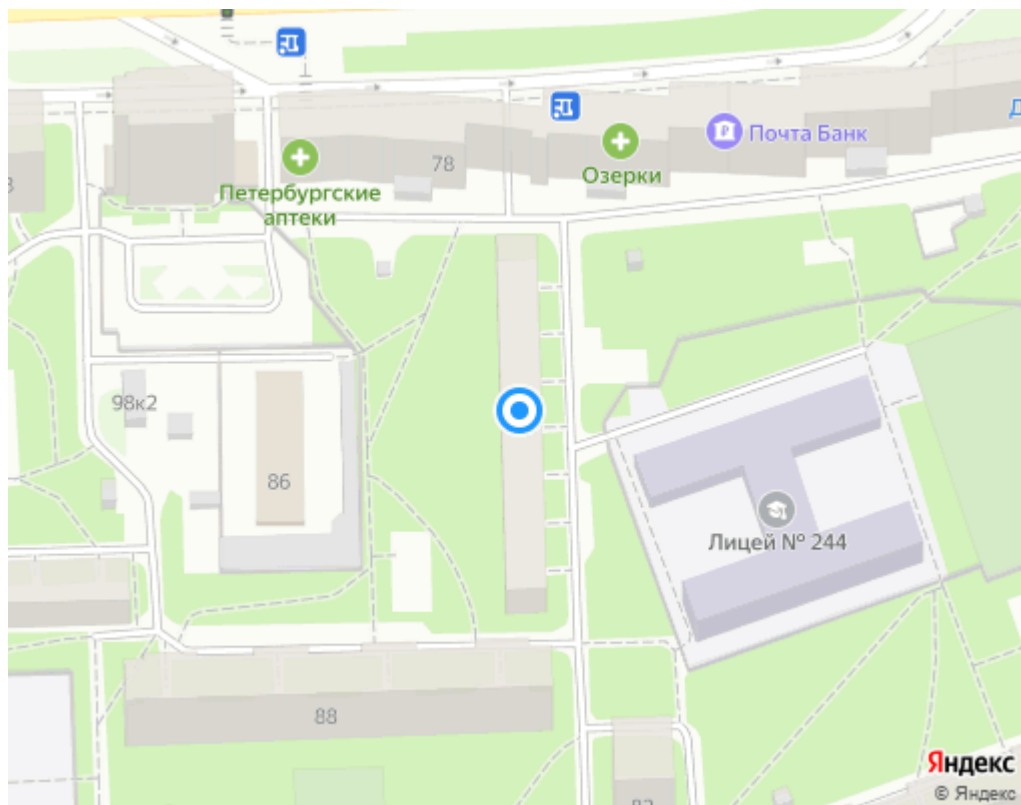 Почта Банк
78
Озерки
Петербургские
аптеки
98к2
86
Лицей № 244
88
Яндекс
© Яндекс